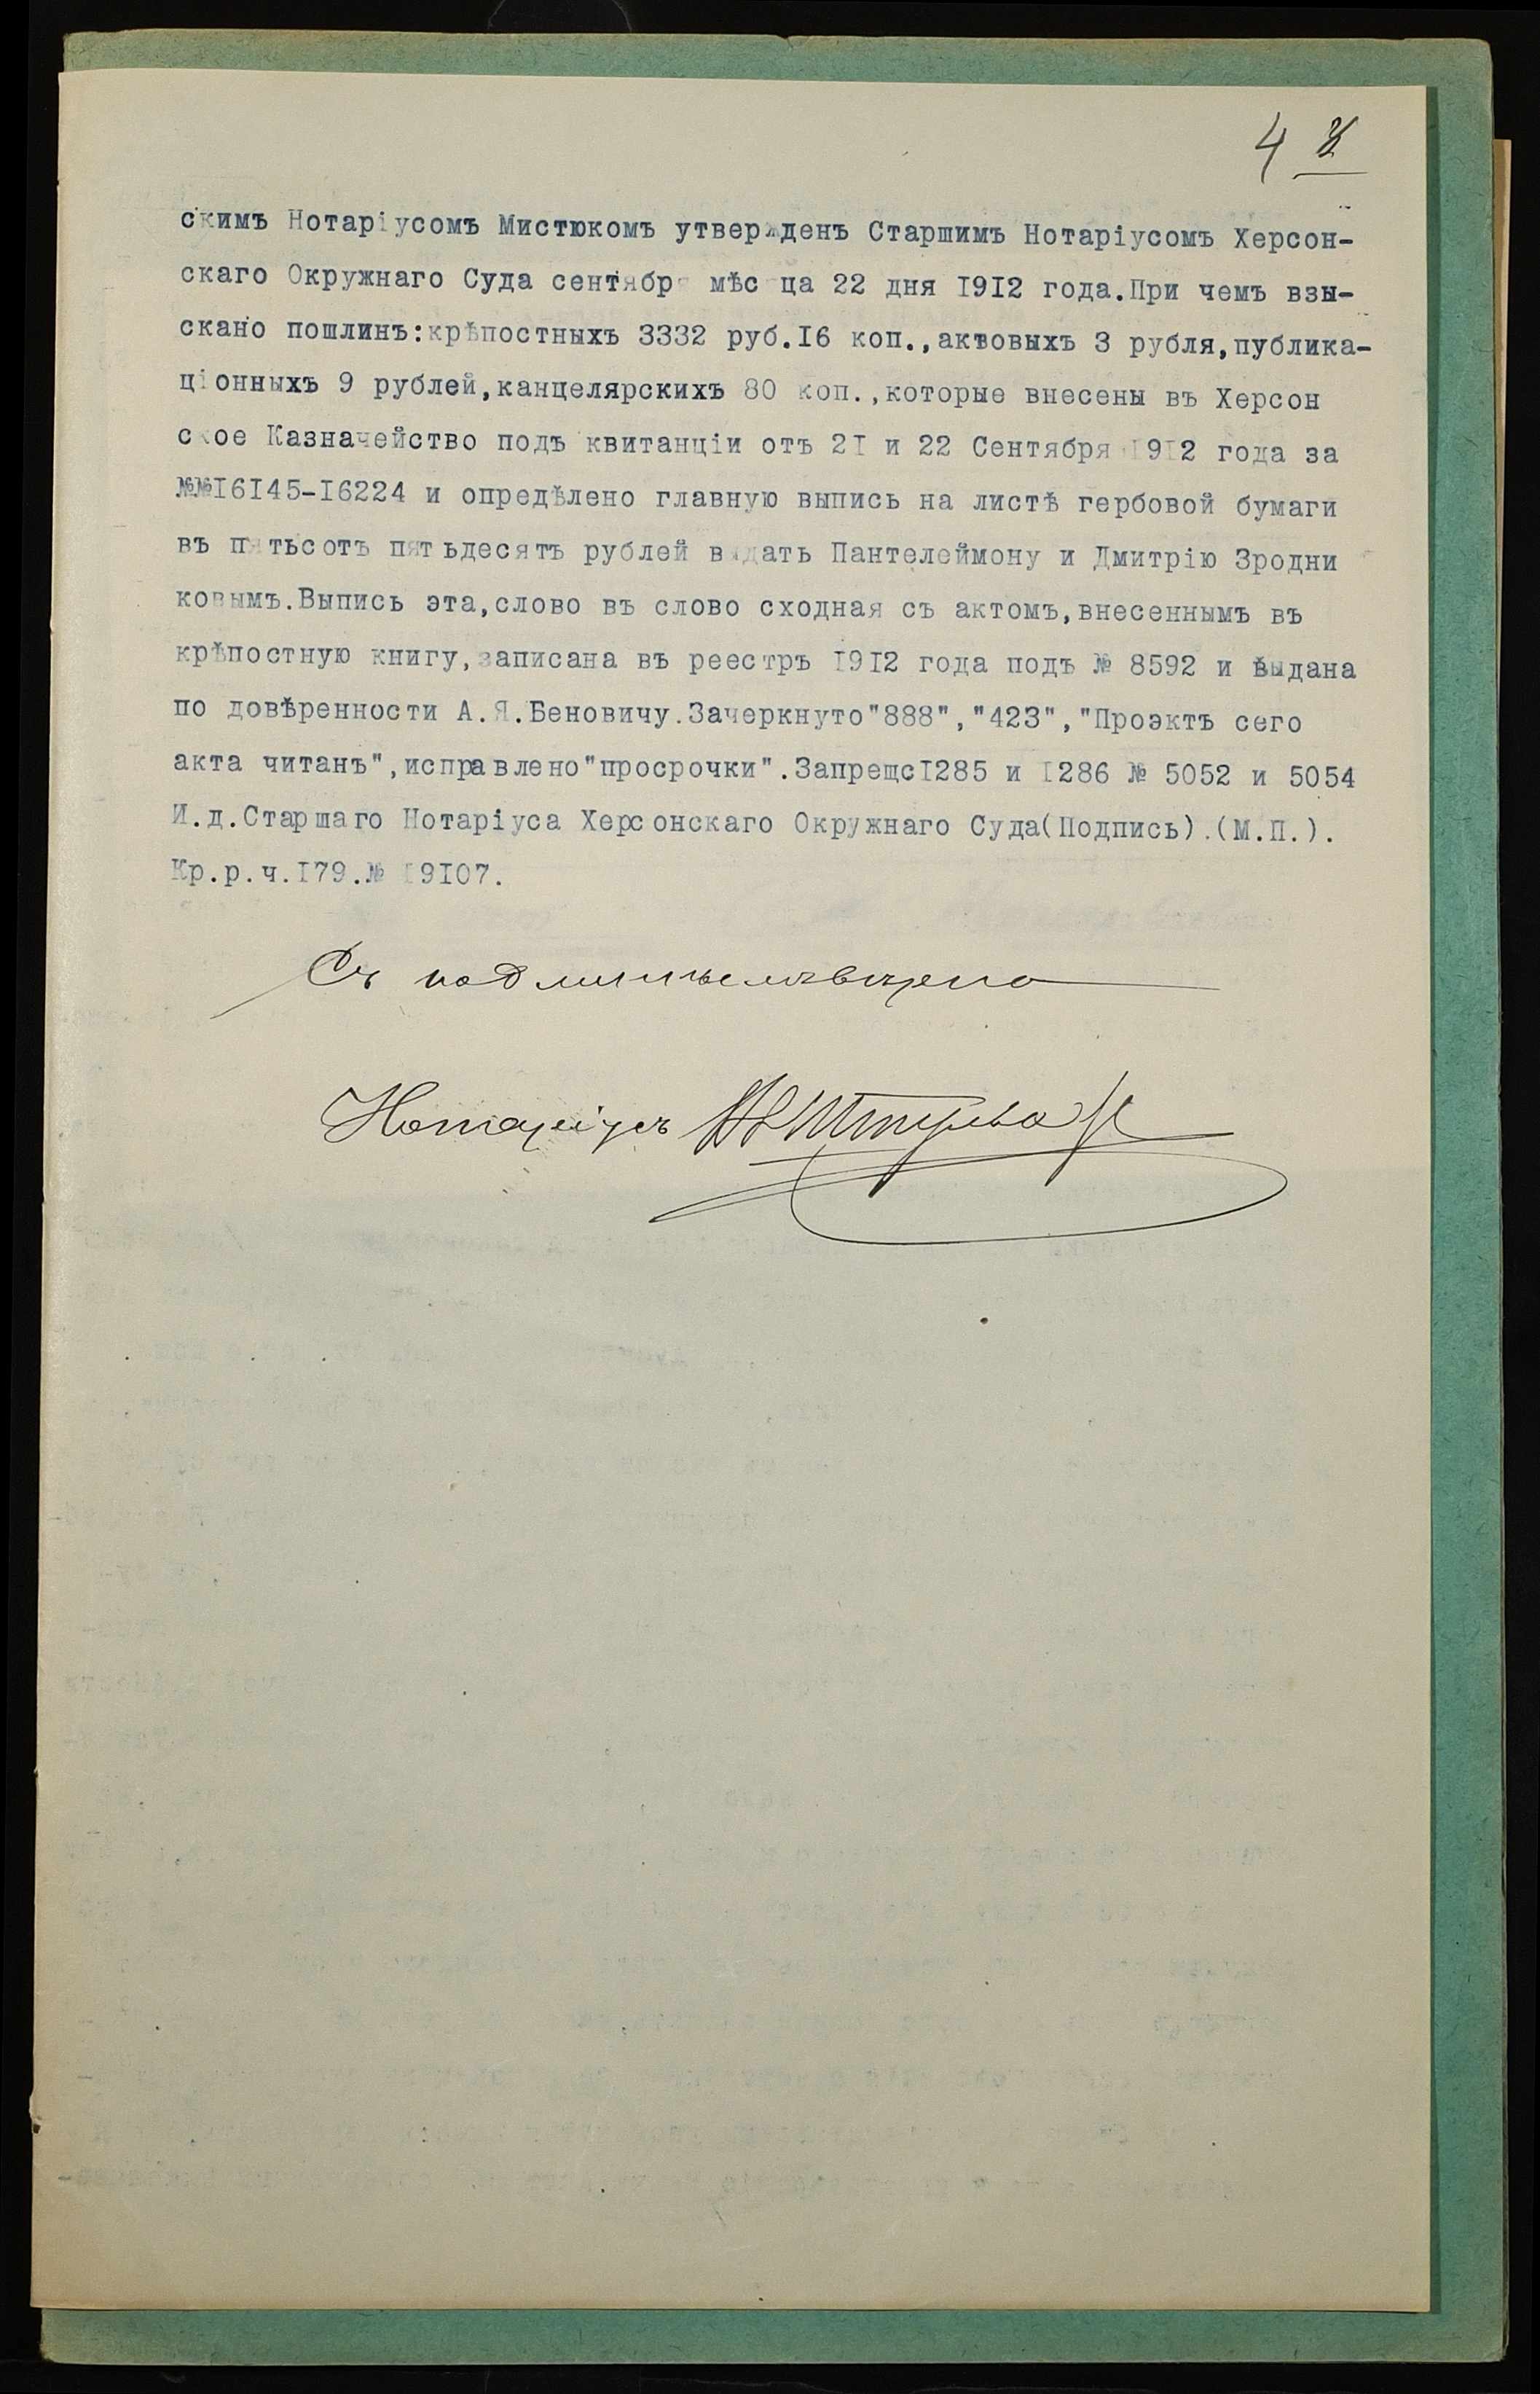 4
скимъ Нотаріусомъ Мистюкомъ утвержденъ Старшимъ Нотаріусомъ Херсон-
скаго Окружнаго Суда сентября мѣсяца 22 дня 1912 года.При чемъ взы-
скано пошлинъ:крѣпостныхъ 3332 руб.16 коп.,актовыхъ 3 рубля,публика-
ціонныхъ 9 рублей,канцелярскихъ 80 коп.,которые внесены въ Херсон
ское Казначейство подъ квитанціи отъ 21 и 22 Сентября 1912 года за
№№16145-16224 и опредѣлено главную выпись на листѣ гербовой бумаги
въ пятьсотъ пятьдесятъ рублей выдать Пантелеймону и Дмитрію Зродни
ковымъ.Выпись эта,слово въ слово сходная съ актомъ,внесеннымъ въ
крѣпостную книгу,записана въ реестръ 1912 года подъ № 8592 и выдана
по довѣренности А.Я.Беновичу.Зачеркнуто"888","423","Проэктъ сего
акта читанъ",исправлено"просрочки".Запрещс1285 и 1286 № 5052 и 5054
И.д.Старшаго Нотаріуса Херсонскаго Окружнаго Суда(Подпись).(М.П.).
Кр.р.ч.179.№ 19107.
Съ подлиннымъ вѣрно
Нотаріусъ